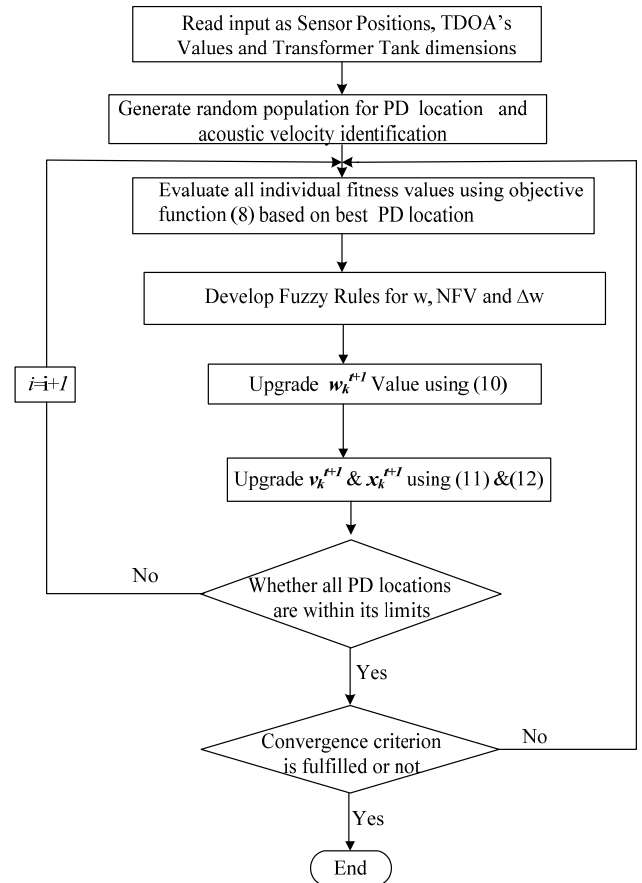 Read input as Sensor Positions, TDOA's
Values and Transformer Tank dimensions
Generate random population for PD location and
acoustic velocity identification
Evaluate all individual fitness values using objective
function (8) based on best PD location
Develop Fuzzy Rules for w, NFV and Δw
i=i+1
Upgrade w_k^{t+1} Value using (10)
Upgrade v_k^{t+1} & x_k^{t+1} using (11) &(12)
No
Whether all PD locations
are within its limits
Yes
Convergence criterion
is fulfilled or not
No
Yes
End